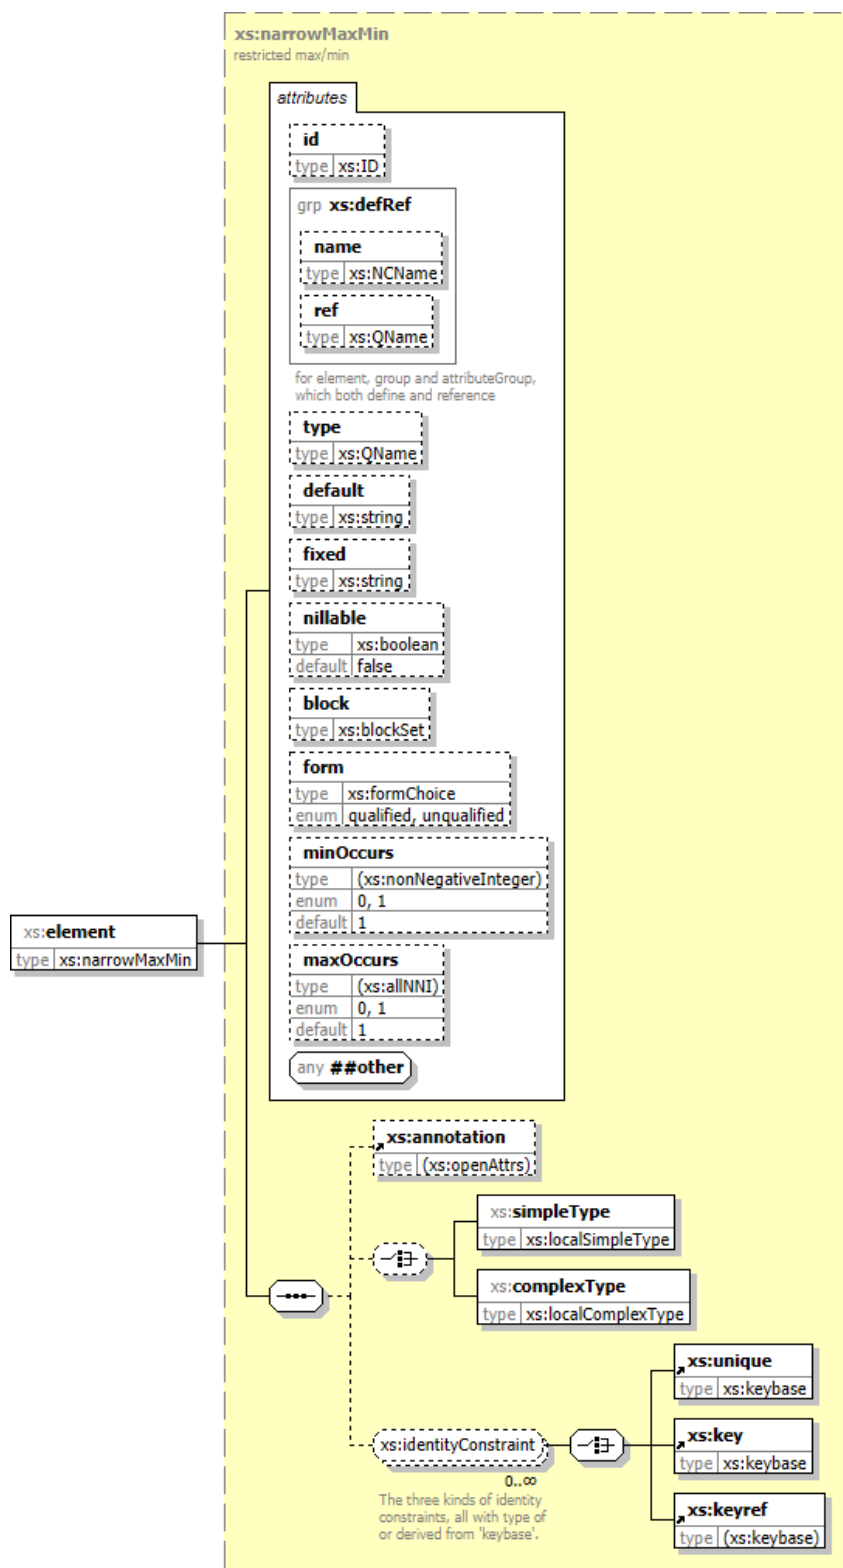 xs:narrowMaxMin
restricted max/min
attributes
id
type xs:ID
grp xs:defRef
name
type xs:NCName
ref
type xs:QName
for element, group and attributeGroup,
which both define and reference
type
type xs:QName
default
type xs:string
fixed
type xs:string
nillable
type xs:boolean
default false
block
type xs:blockSet
form
type xs:formChoice
enum qualified, unqualified
minOccurs
type (xs:nonNegativeInteger)
enum 0, 1
default 1
xs:element
type xs:narrowMaxMin
maxOccurs
type (xs:allNNI)
enum 0, 1
default 1
any ##other
xs:annotation
type (xs:openAttrs)
xs:simpleType
type xs:localSimpleType
xs:complexType
type xs:localComplexType
xs:unique
type xs:keybase
xs:identityConstraint
0..∞
The three kinds of identity
constraints, all with type of
or derived from 'keybase'.
xs:key
type xs:keybase
xs:keyref
type (xs:keybase)